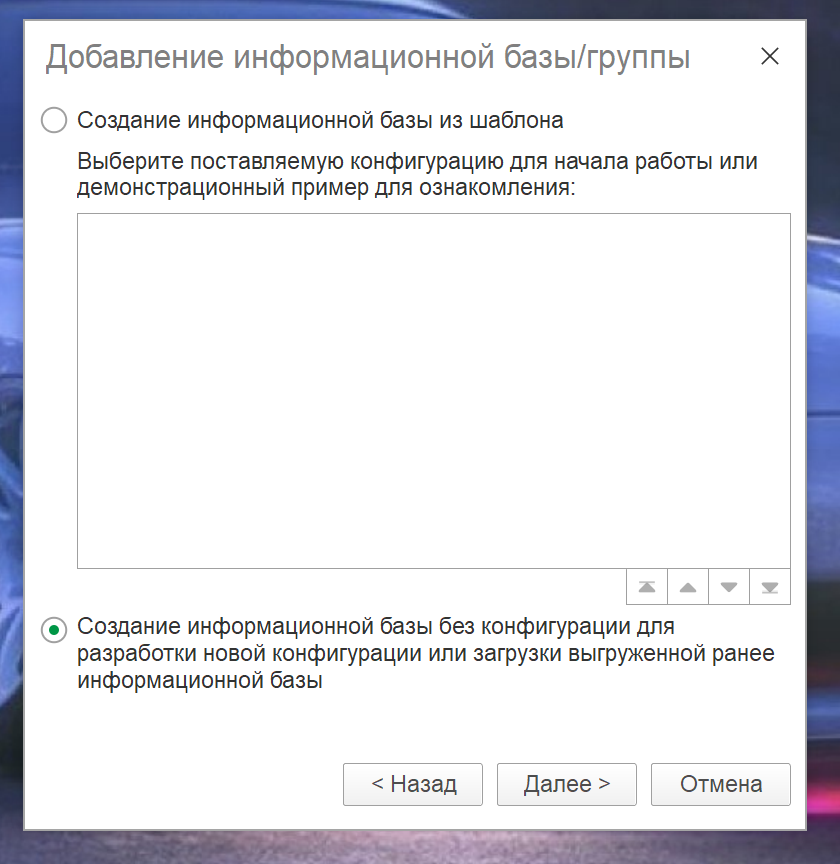 Добавление информационной базы/группы
Создание информационной базы из шаблона
Выберите поставляемую конфигурацию для начала работы или
демонстрационный пример для ознакомления:
Создание информационной базы без конфигурации для
разработки новой конфигурации или загрузки выгруженной ранее
информационной базы
< Назад
Далее >
Отмена